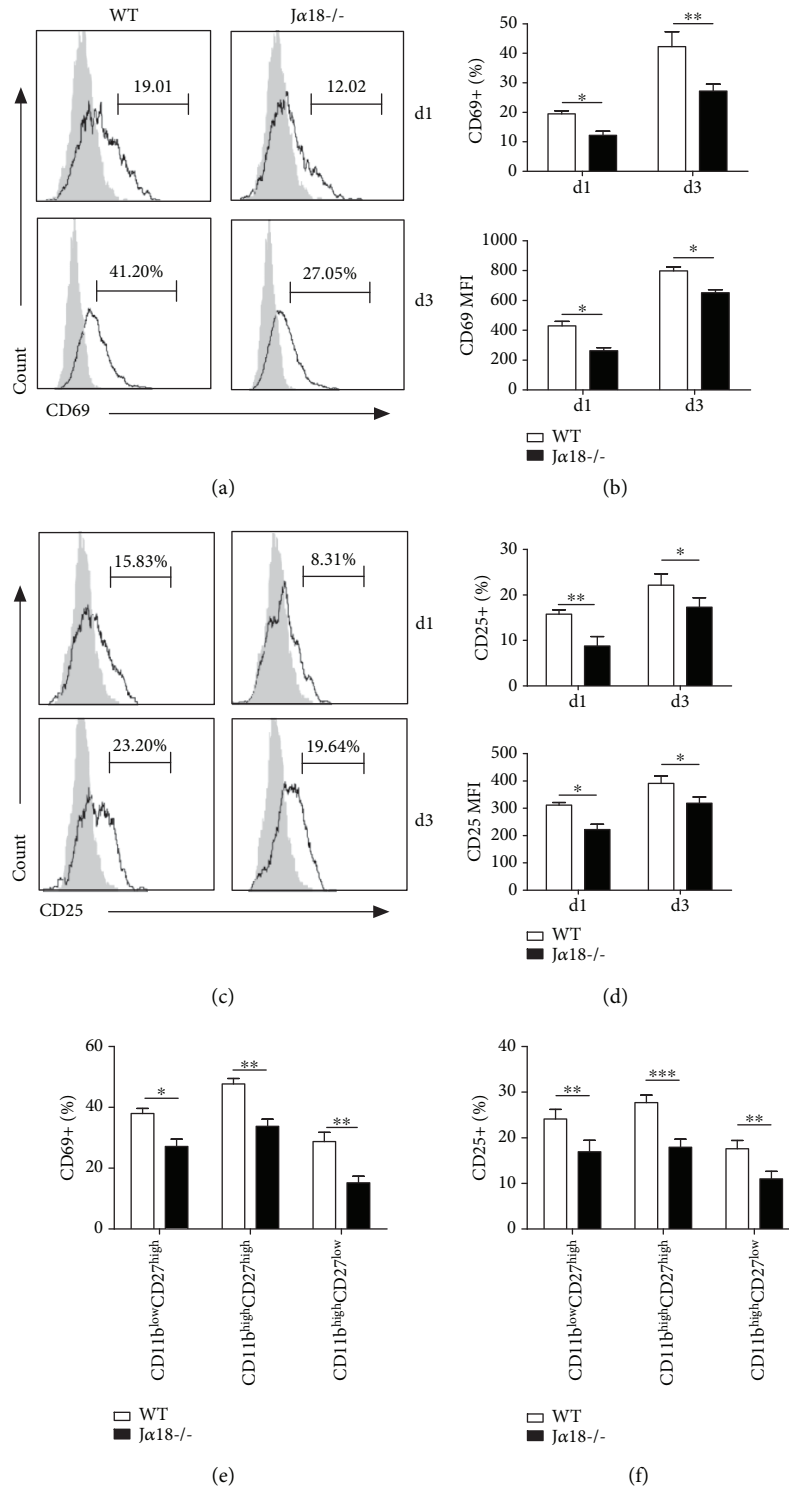 WT
Jα18-/-
19.01
12.02
d1
41.20%
27.05%
d3
Count
CD69
(a)
**
*
50
40
30
20
10
0
CD69+ (%)
d1
d3
*
*
1000
800
600
400
200
0
CD69 MFI
d1
d3
WT
Jα18-/-
(b)
15.83%
8.31%
d1
23.20%
19.64%
d3
Count
CD25
(c)
*
**
30
20
10
0
CD25+ (%)
d1
d3
*
*
500
400
300
200
100
0
CD25 MFI
d1
d3
WT
Jα18-/-
(d)
60
40
20
0
CD69+ (%)
*
**
**
CD11blowCD27high
CD11bhighCD27high
CD11bhighCD27low
WT
Jα18-/-
(e)
40
30
20
10
0
CD25+ (%)
**
***
**
CD11blowCD27high
CD11bhighCD27high
CD11bhighCD27low
WT
Jα18-/-
(f)